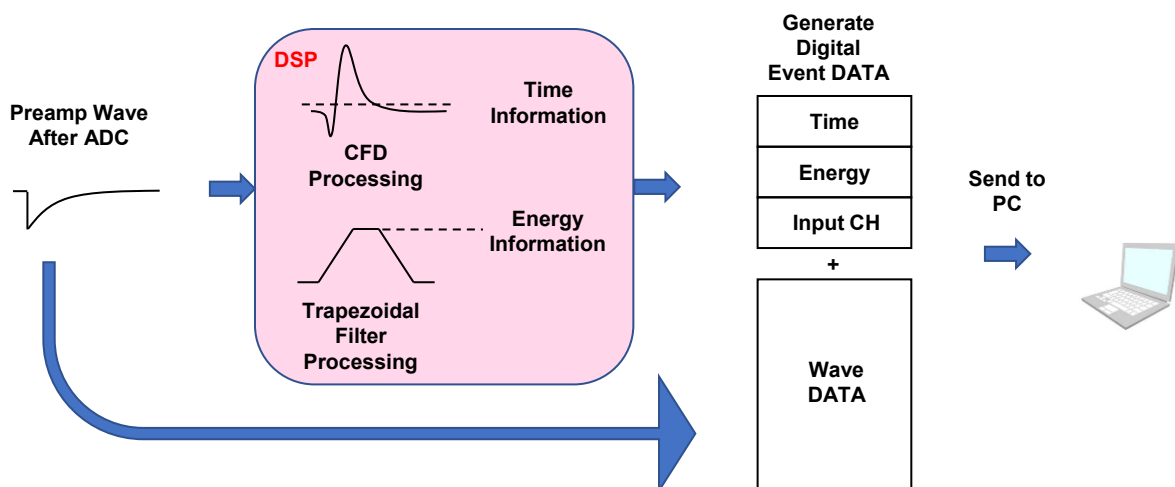 Preamp Wave
After ADC
DSP
CFD
Processing
Time
Information
Trapezoidal
Filter
Processing
Energy
Information
Generate
Digital
Event DATA
Time
Energy
Input CH
+
Wave
DATA
Send to
PC